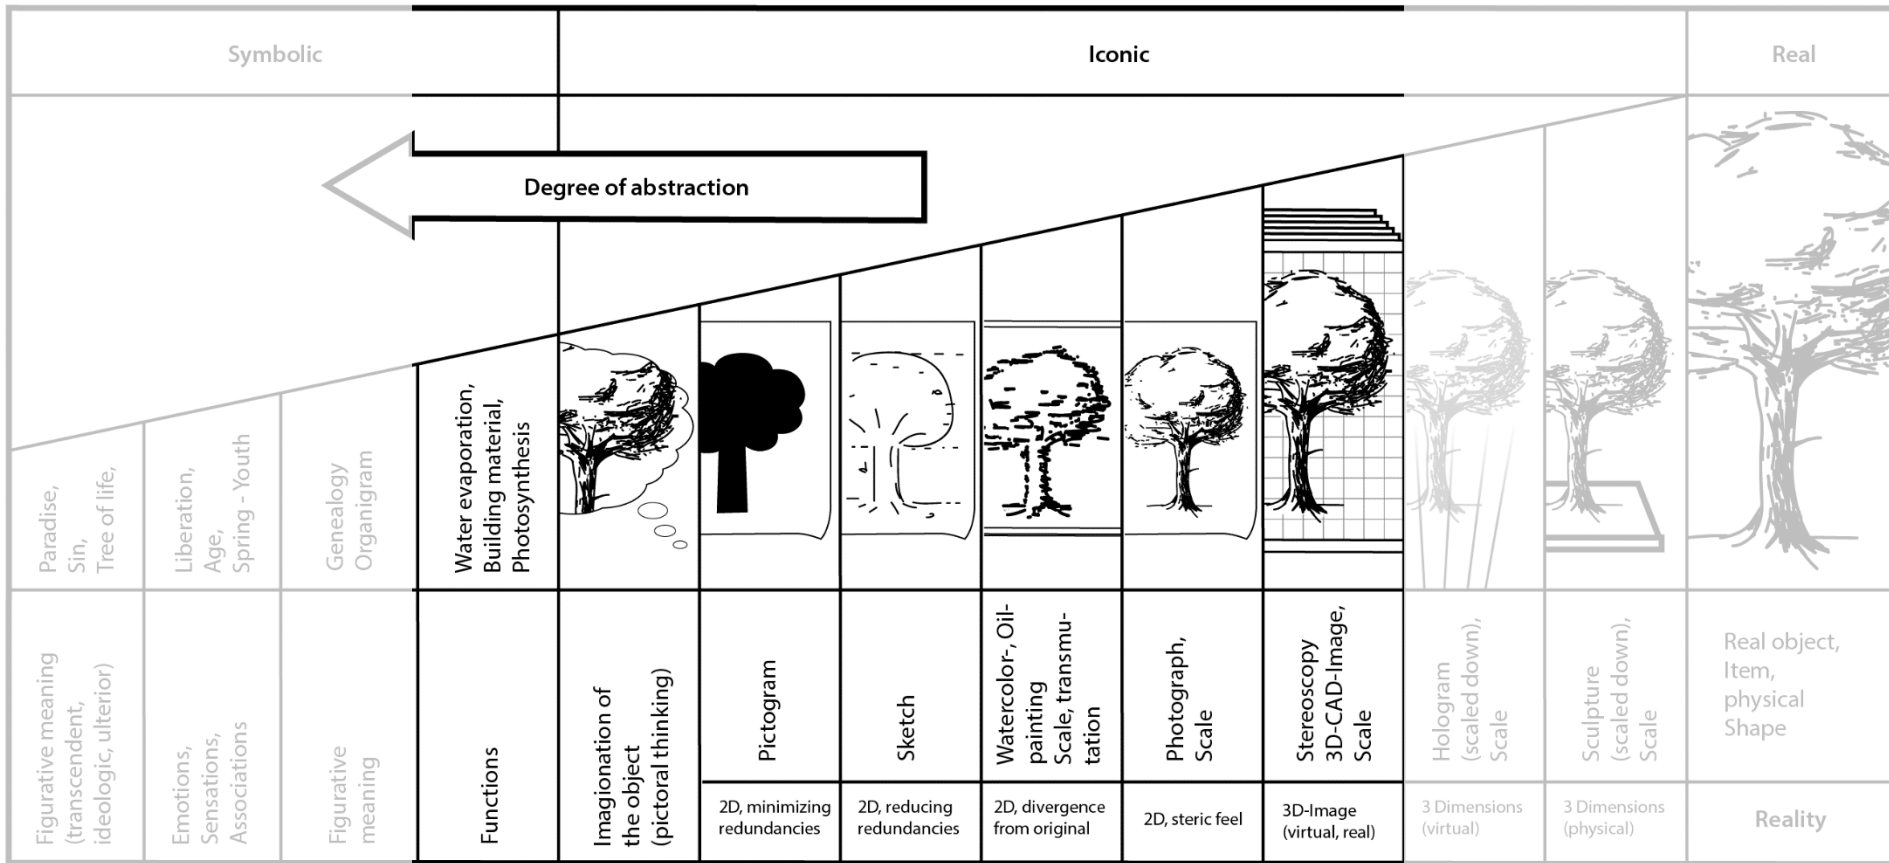 Symbolic
Iconic
Real
Degree of abstraction
Paradise,
Sin,
Tree of life,
Liberation,
Age,
Spring - Youth
Genealogy
Organigram
Water evaporation,
Building material,
Photosynthesis
Figurative meaning
(transcendent,
ideologic, ulterior)
Emotions,
Sensations,
Associations
Figurative
meaning
Functions
Imagionation of
the object
(pictoral thinking)
Pictogram
Sketch
Watercolor-, Oil-
painting
Scale, transmu-
tation
Photograph,
Scale
Stereoscopy
3D-CAD-Image,
Scale
Hologram
(scaled down),
Scale
Sculpture
(scaled down),
Scale
Real object,
Item,
physical
Shape
2D, minimizing
redundancies
2D, reducing
redundancies
2D, divergence
from original
2D, steric feel
3D-Image
(virtual, real)
3 Dimensions
(virtual)
3 Dimensions
(physical)
Reality